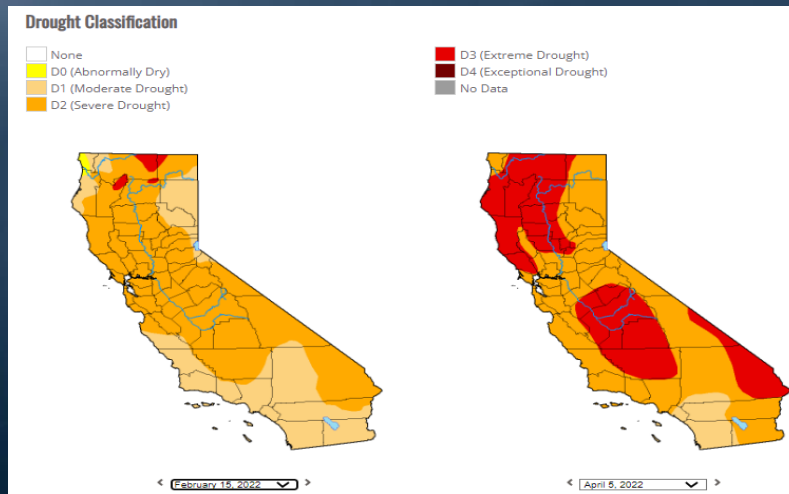 Drought Classification
None
D0 (Abnormally Dry)
D1 (Moderate Drought)
D2 (Severe Drought)
D3 (Extreme Drought)
D4 (Exceptional Drought)
No Data
< February 15, 2022 >
< April 5, 2022 >